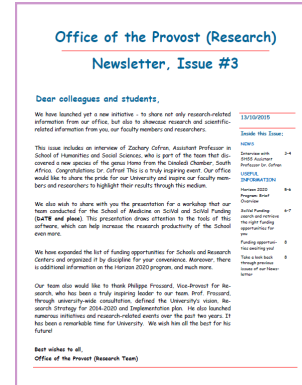 Office of the Provost (Research)
Newsletter, Issue #3
Dear colleagues and students,
We have launched yet a new initiative – to share not only research-related
information from our office, but also to showcase research and scientific-
related information from you, our faculty members and researchers.
This issue includes an interview of Zachary Cofran, Assistant Professor in
School of Humanities and Social Sciences, who is part of the team that dis-
covered a new species of the genus Homo from the Dinaledi Chamber, South
Africa. Congratulations Dr. Cofran! This is a truly inspiring event. Our office
would like to share the pride for our University and inspire our faculty mem-
bers and researchers to highlight their results through this medium.
We also wish to share with you the presentation for a workshop that our
team conducted for the School of Medicine on SciVal and SciVal Funding
(DATE and place). This presentation draws attention to the tools of this
software, which can help increase the research productivity of the School
even more.
We have expanded the list of funding opportunities for Schools and Research
Centers and organized it by discipline for your convenience. Moreover, there
is additional information on the Horizon 2020 program, and much more.
Our team also would like to thank Philippe Frossard, Vice-Provost for Re-
search, who has been a truly inspiring leader to our team. Prof. Frossard,
through university-wide consultation, defined the University's vision, Re-
search Strategy for 2014-2020 and Implementation plan. He also launched
numerous initiatives and research-related events over the past two years. It
has been a remarkable time for University. We wish him all the best for his
future!
Best wishes to all,
Office of the Provost (Research Team)
13/10/2015
Inside this Issue:
NEWS
Interview with SHSS Assistant Professor Dr. Cofran 3-4
USEFUL INFORMATION
Horizon 2020 Program: Brief Overview 5-6
SciVal Funding: search and retrieve the right funding opportunities for you 6-7
Funding opportuni-ties awaiting you! 8
Take a look back through previous issues of our News-letter 8